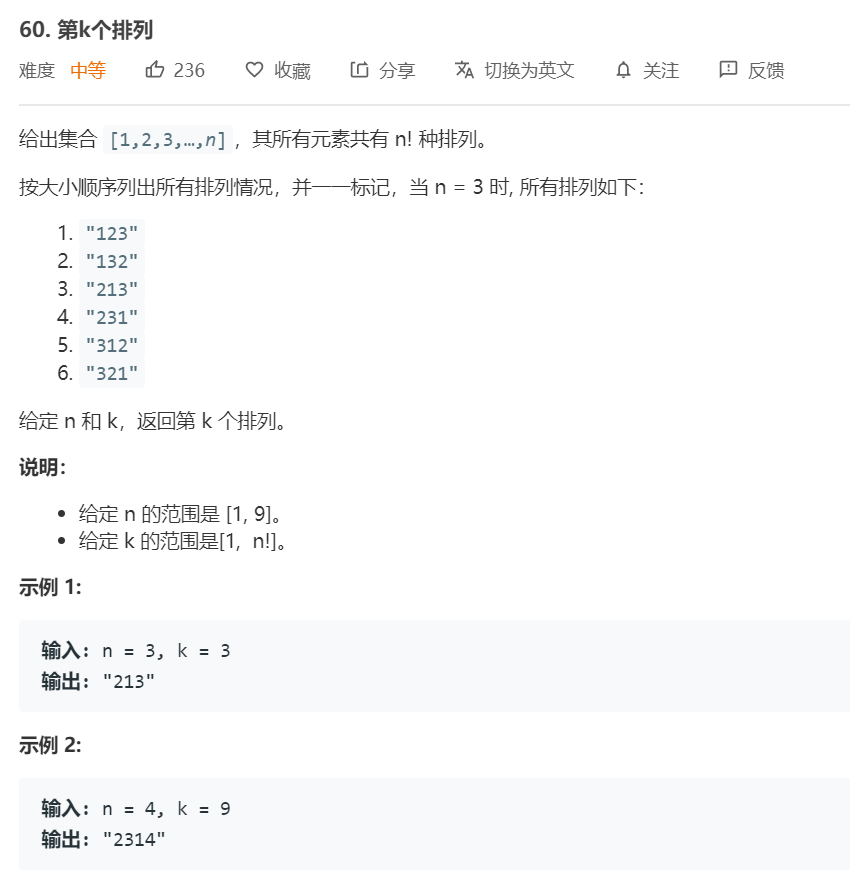 60. 第k个排列
难度 中等 236 收藏 分享 切换为英文 关注 反馈
给出集合 [1,2,3,…,n]，其所有元素共有 n! 种排列。
按大小顺序列出所有排列情况，并一一标记，当 n = 3 时, 所有排列如下：
1. "123"
2. "132"
3. "213"
4. "231"
5. "312"
6. "321"
给定 n 和 k，返回第 k 个排列。
说明：
• 给定 n 的范围是 [1, 9]。
• 给定 k 的范围是[1,  n!]。
示例 1:
输入：n = 3, k = 3
输出："213"
示例 2:
输入：n = 4, k = 9
输出："2314"